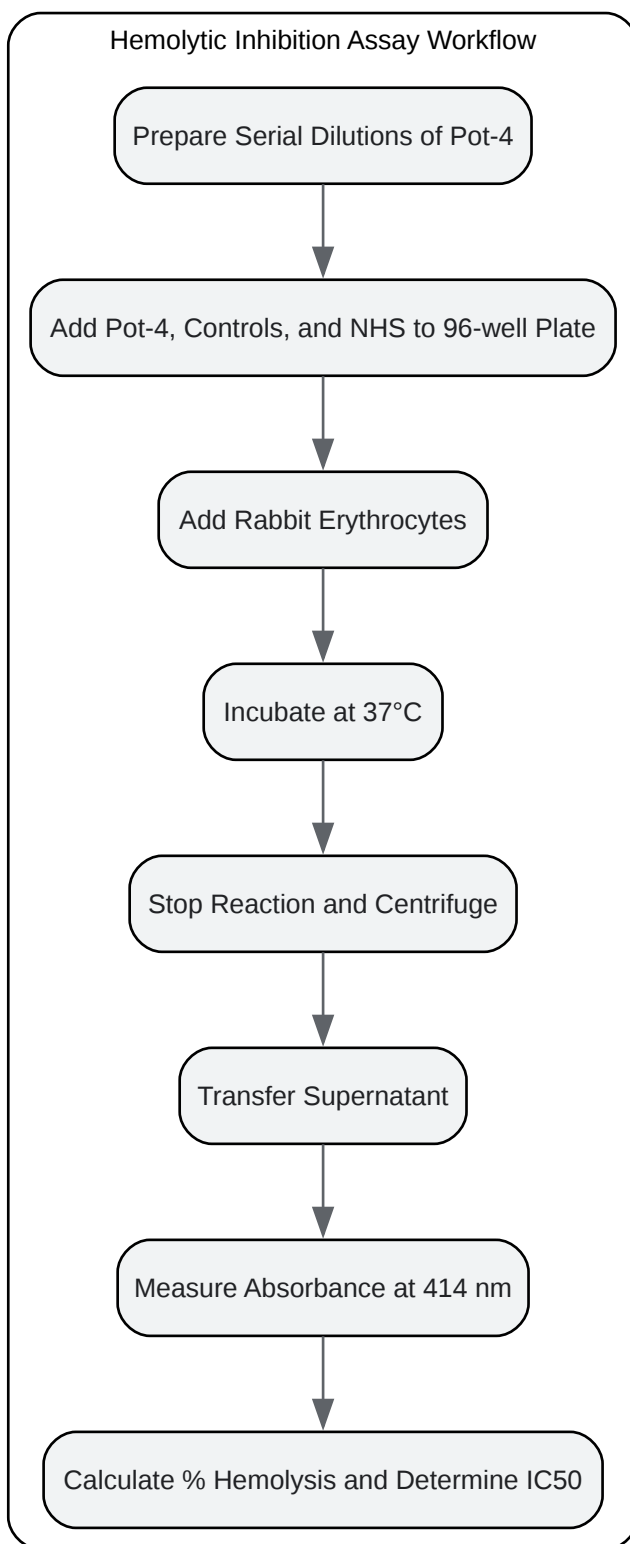 Hemolytic Inhibition Assay Workflow
Prepare Serial Dilutions of Pot-4
Add Pot-4, Controls, and NHS to 96-well Plate
Add Rabbit Erythrocytes
Incubate at 37°C
Stop Reaction and Centrifuge
Transfer Supernatant
Measure Absorbance at 414 nm
Calculate % Hemolysis and Determine IC50